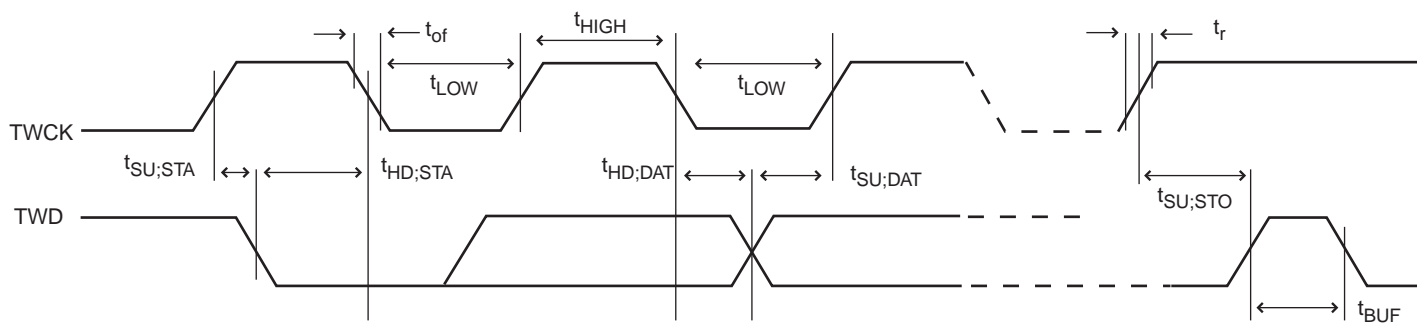 t_of
t_HIGH
t_r
t_LOW
t_LOW
TWCK
t_SU;STA
t_HD;STA
t_HD;DAT
t_SU;DAT
t_SU;STO
TWD
t_BUF